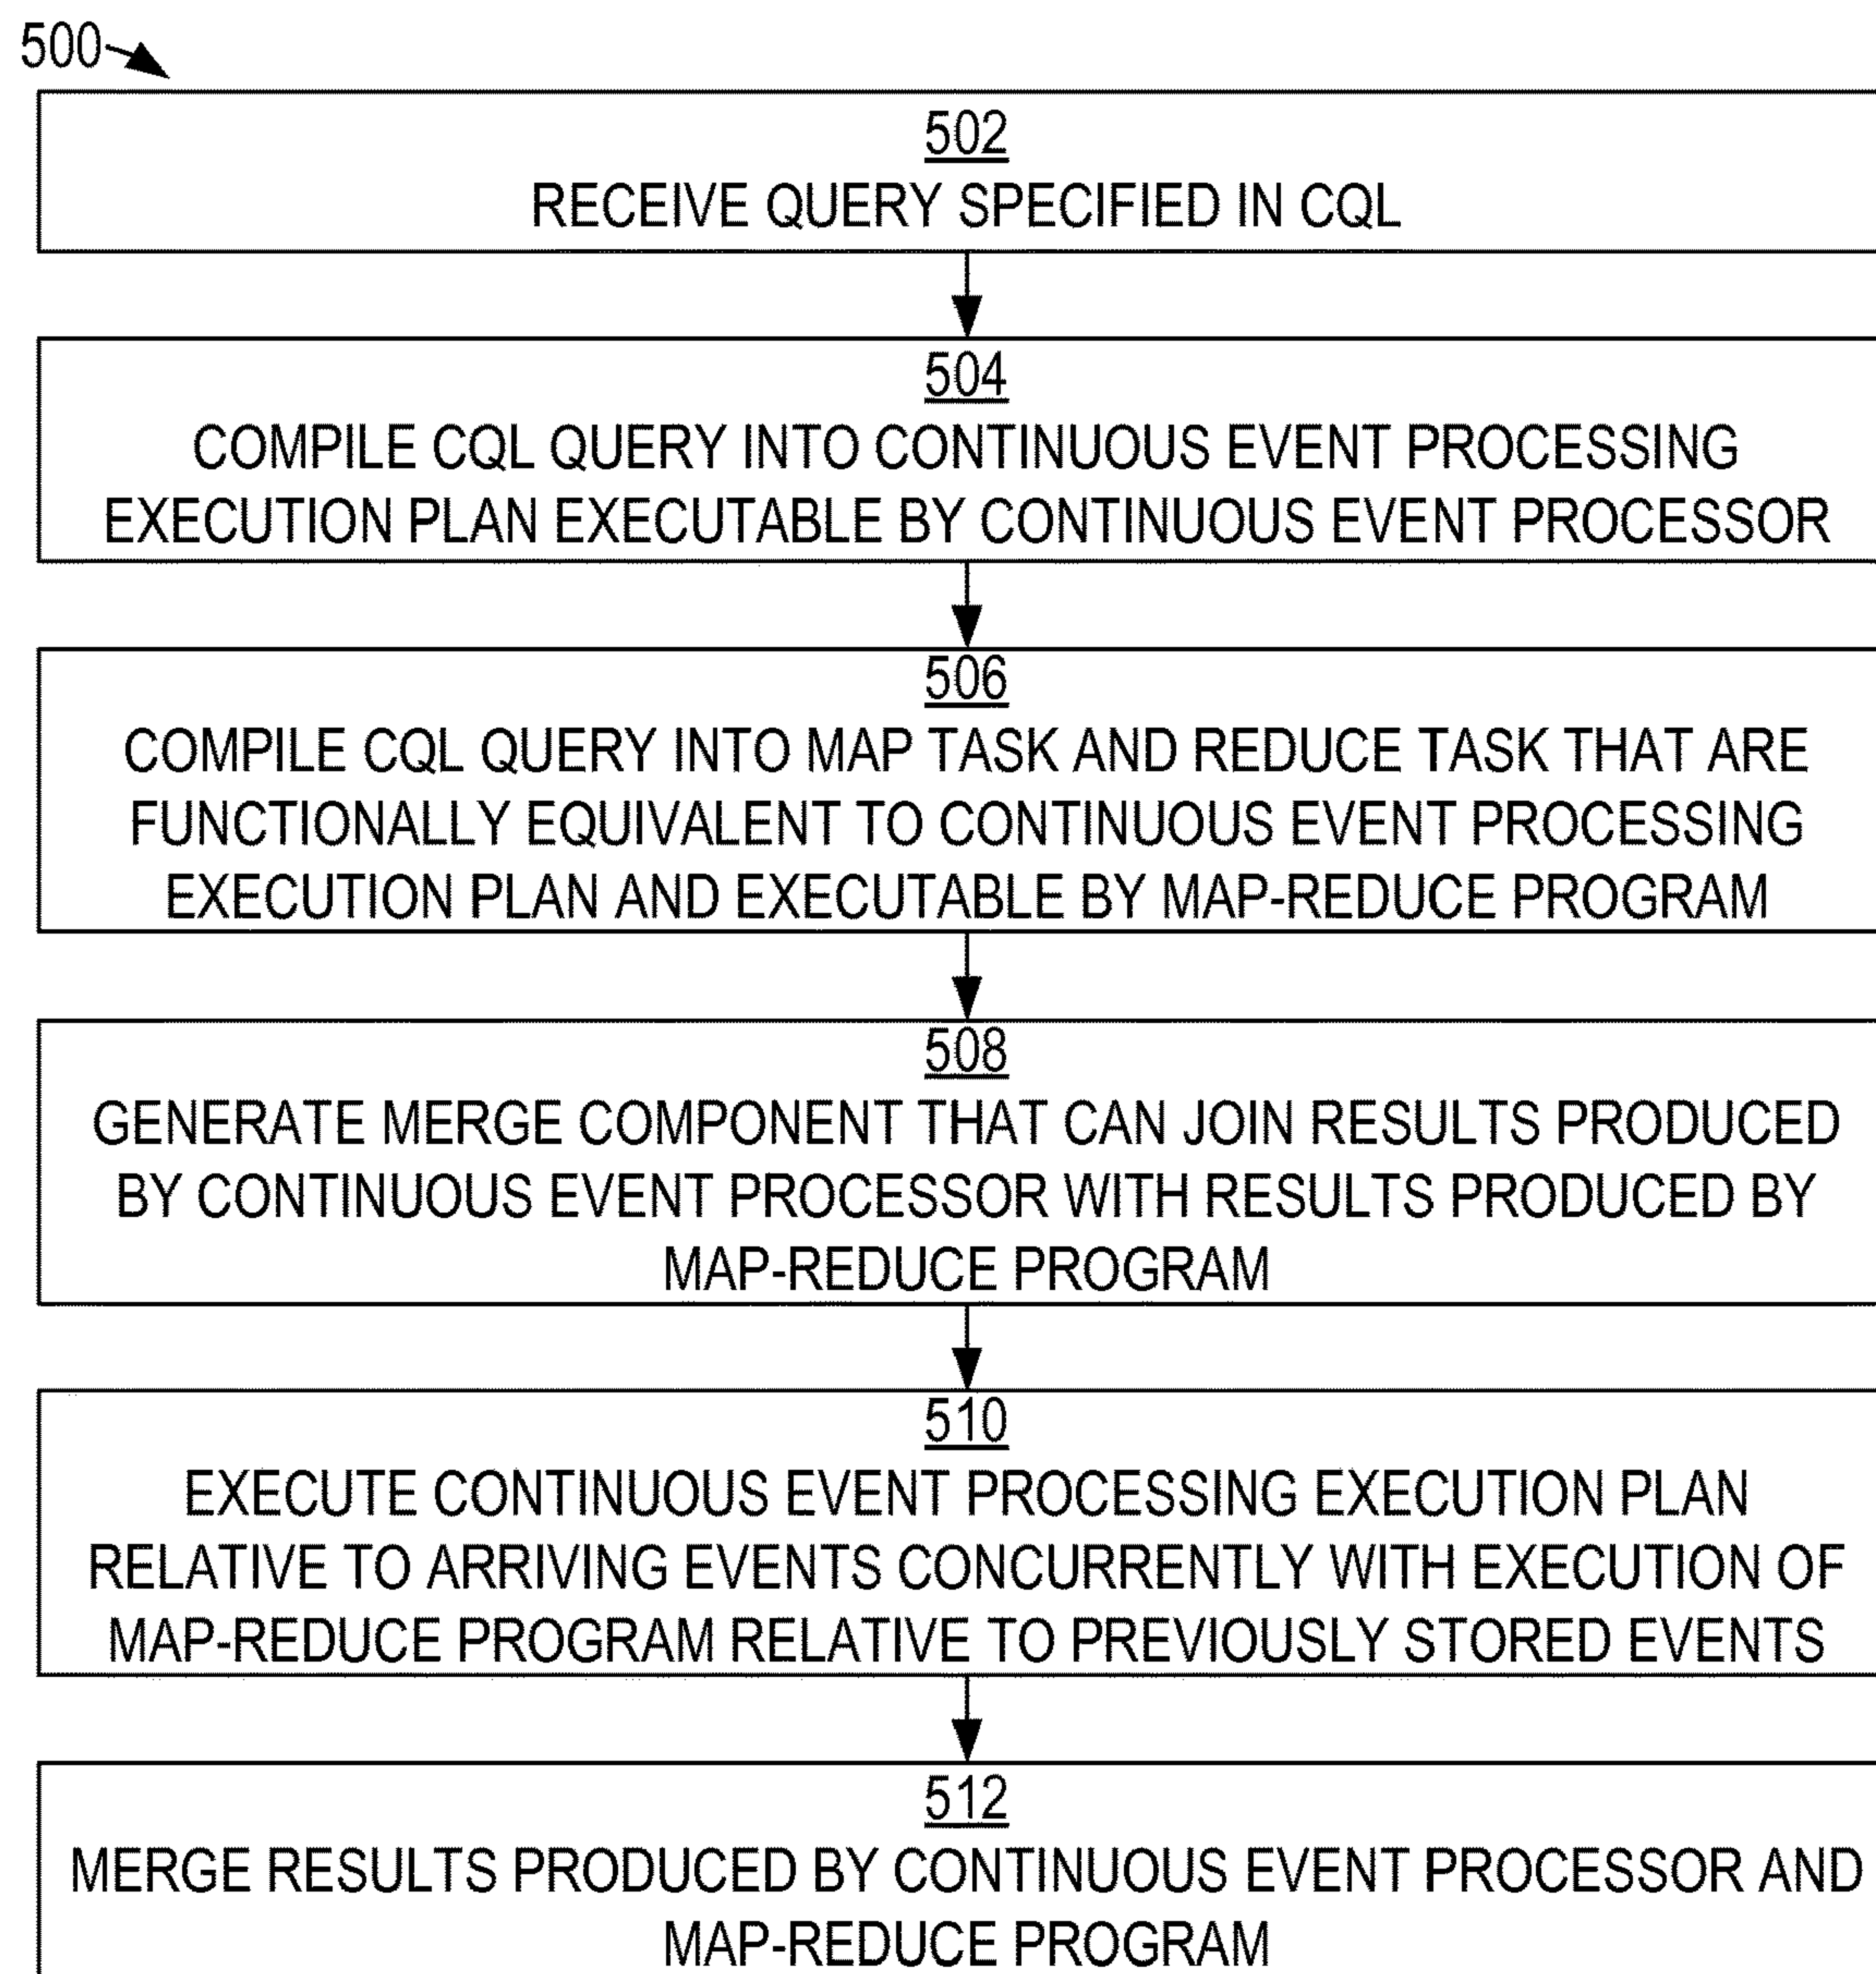 500
502
RECEIVE QUERY SPECIFIED IN CQL
504
COMPILE CQL QUERY INTO CONTINUOUS EVENT PROCESSING
EXECUTION PLAN EXECUTABLE BY CONTINUOUS EVENT PROCESSOR
506
COMPILE CQL QUERY INTO MAP TASK AND REDUCE TASK THAT ARE
FUNCTIONALLY EQUIVALENT TO CONTINUOUS EVENT PROCESSING
EXECUTION PLAN AND EXECUTABLE BY MAP-REDUCE PROGRAM
508
GENERATE MERGE COMPONENT THAT CAN JOIN RESULTS PRODUCED
BY CONTINUOUS EVENT PROCESSOR WITH RESULTS PRODUCED BY
MAP-REDUCE PROGRAM
510
EXECUTE CONTINUOUS EVENT PROCESSING EXECUTION PLAN
RELATIVE TO ARRIVING EVENTS CONCURRENTLY WITH EXECUTION OF
MAP-REDUCE PROGRAM RELATIVE TO PREVIOUSLY STORED EVENTS
512
MERGE RESULTS PRODUCED BY CONTINUOUS EVENT PROCESSOR AND
MAP-REDUCE PROGRAM